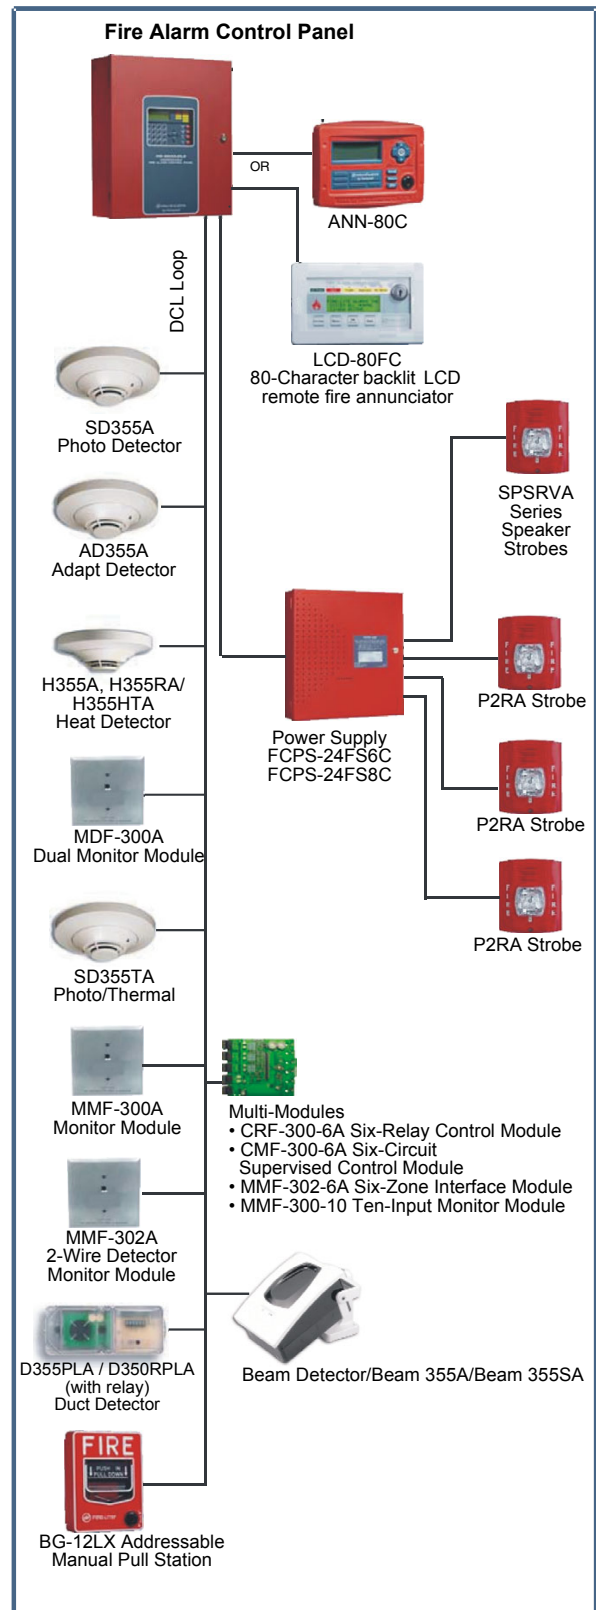 Fire Alarm Control Panel
OR
ANN-80C
DCL Loop
LCD-80FC
80-Character backlit LCD
remote fire annunciator
SD355A
Photo Detector
SPSRVA
Series
Speaker
Strobes
AD355A
Adapt Detector
H355A, H355RA/
H355HTA
Heat Detector
P2RA Strobe
Power Supply
FCPS-24FS6C
FCPS-24FS8C
P2RA Strobe
MDF-300A
Dual Monitor Module
P2RA Strobe
SD355TA
Photo/Thermal
MMF-300A
Monitor Module
Multi-Modules
• CRF-300-6A Six-Relay Control Module
• CMF-300-6A Six-Circuit
Supervised Control Module
• MMF-302-6A Six-Zone Interface Module
• MMF-300-10 Ten-Input Monitor Module
MMF-302A
2-Wire Detector
Monitor Module
D355PLA / D350RPLA
(with relay)
Duct Detector
Beam Detector/Beam 355A/Beam 355SA
FIRE
PUSH IN
PULL DOWN
BG-12LX Addressable
Manual Pull Station